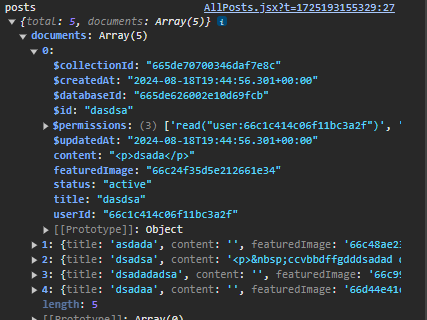 posts AllPosts.jsx?t=1725193155329:27
▼ {total: 5, documents: Array(5)} i
▼ documents: Array(5)
▼ 0:
$collectionId: "665de70700346daf7e8c"
$createdAt: "2024-08-18T19:44:56.301+00:00"
$databaseId: "665de626002e10d69fcb"
$id: "dasdsa"
▶ $permissions: (3) ['read("user:66c1c414c06f11bc3a2f")', '
$updatedAt: "2024-08-18T19:44:56.301+00:00"
content: "<p>dsada</p>"
featuredImage: "66c24f35d5e212661e34"
status: "active"
title: "dasdsa"
userId: "66c1c414c06f11bc3a2f"
▶ [[Prototype]]: Object
▶ 1: {title: 'asdada', content: '', featuredImage: '66c48ae23
▶ 2: {title: 'dsadsa', content: '<p>&nbsp;ccvbbdffgdddsadad
▶ 3: {title: 'dsadadadsa', content: '', featuredImage: '66c99
▶ 4: {title: 'dsadaa', content: '', featuredImage: '66d44e41
length: 5
▶ [[Prototype]]: Array(0)